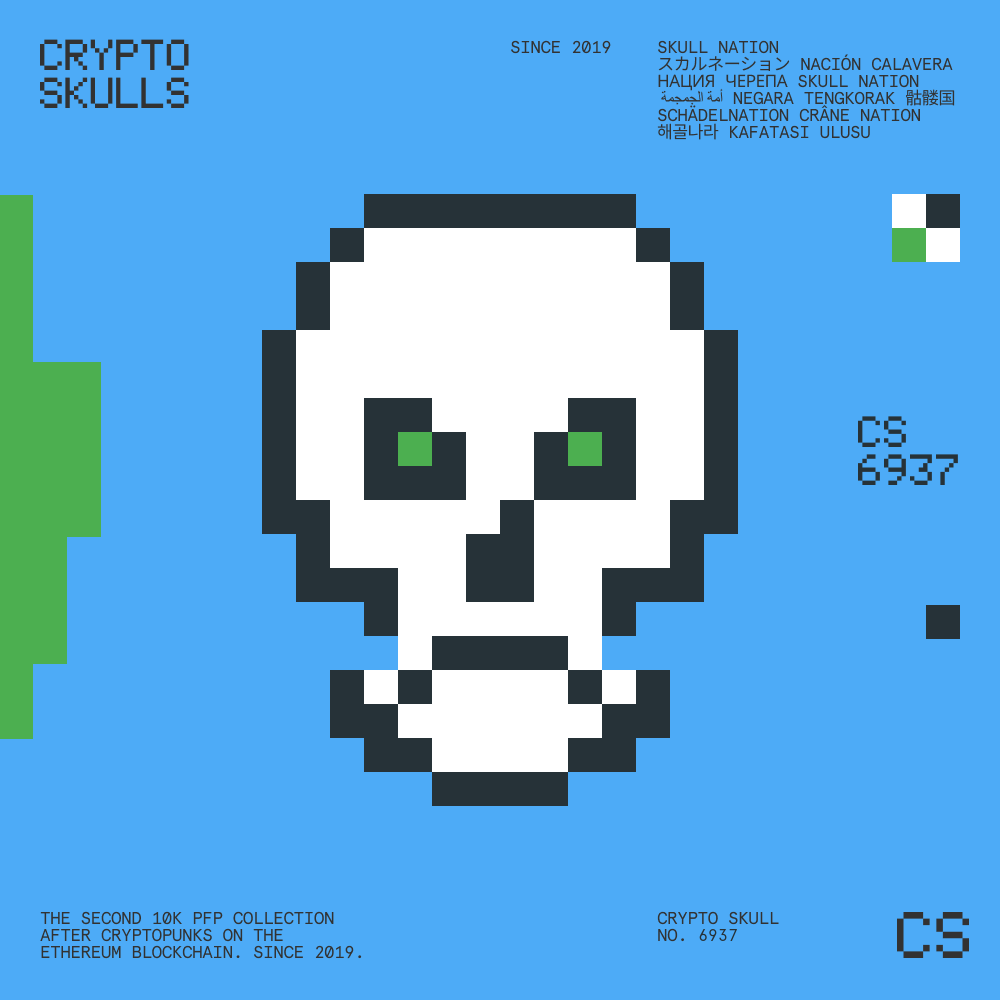 CRYPTO
SKULLS
SINCE 2019
SKULL NATION
スカルネーション NACIÓN CALAVERA
НАЦИЯ ЧЕРЕПА SKULL NATION
أمة الجمجمة NEGARA TENGKORAK 骷髅国
SCHÄDELNATION CRÂNE NATION
해골나라 KAFATASI ULUSU
CS
6937
THE SECOND 10K PFP COLLECTION
AFTER CRYPTOPUNKS ON THE
ETHEREUM BLOCKCHAIN. SINCE 2019.
CRYPTO SKULL
NO. 6937
CS